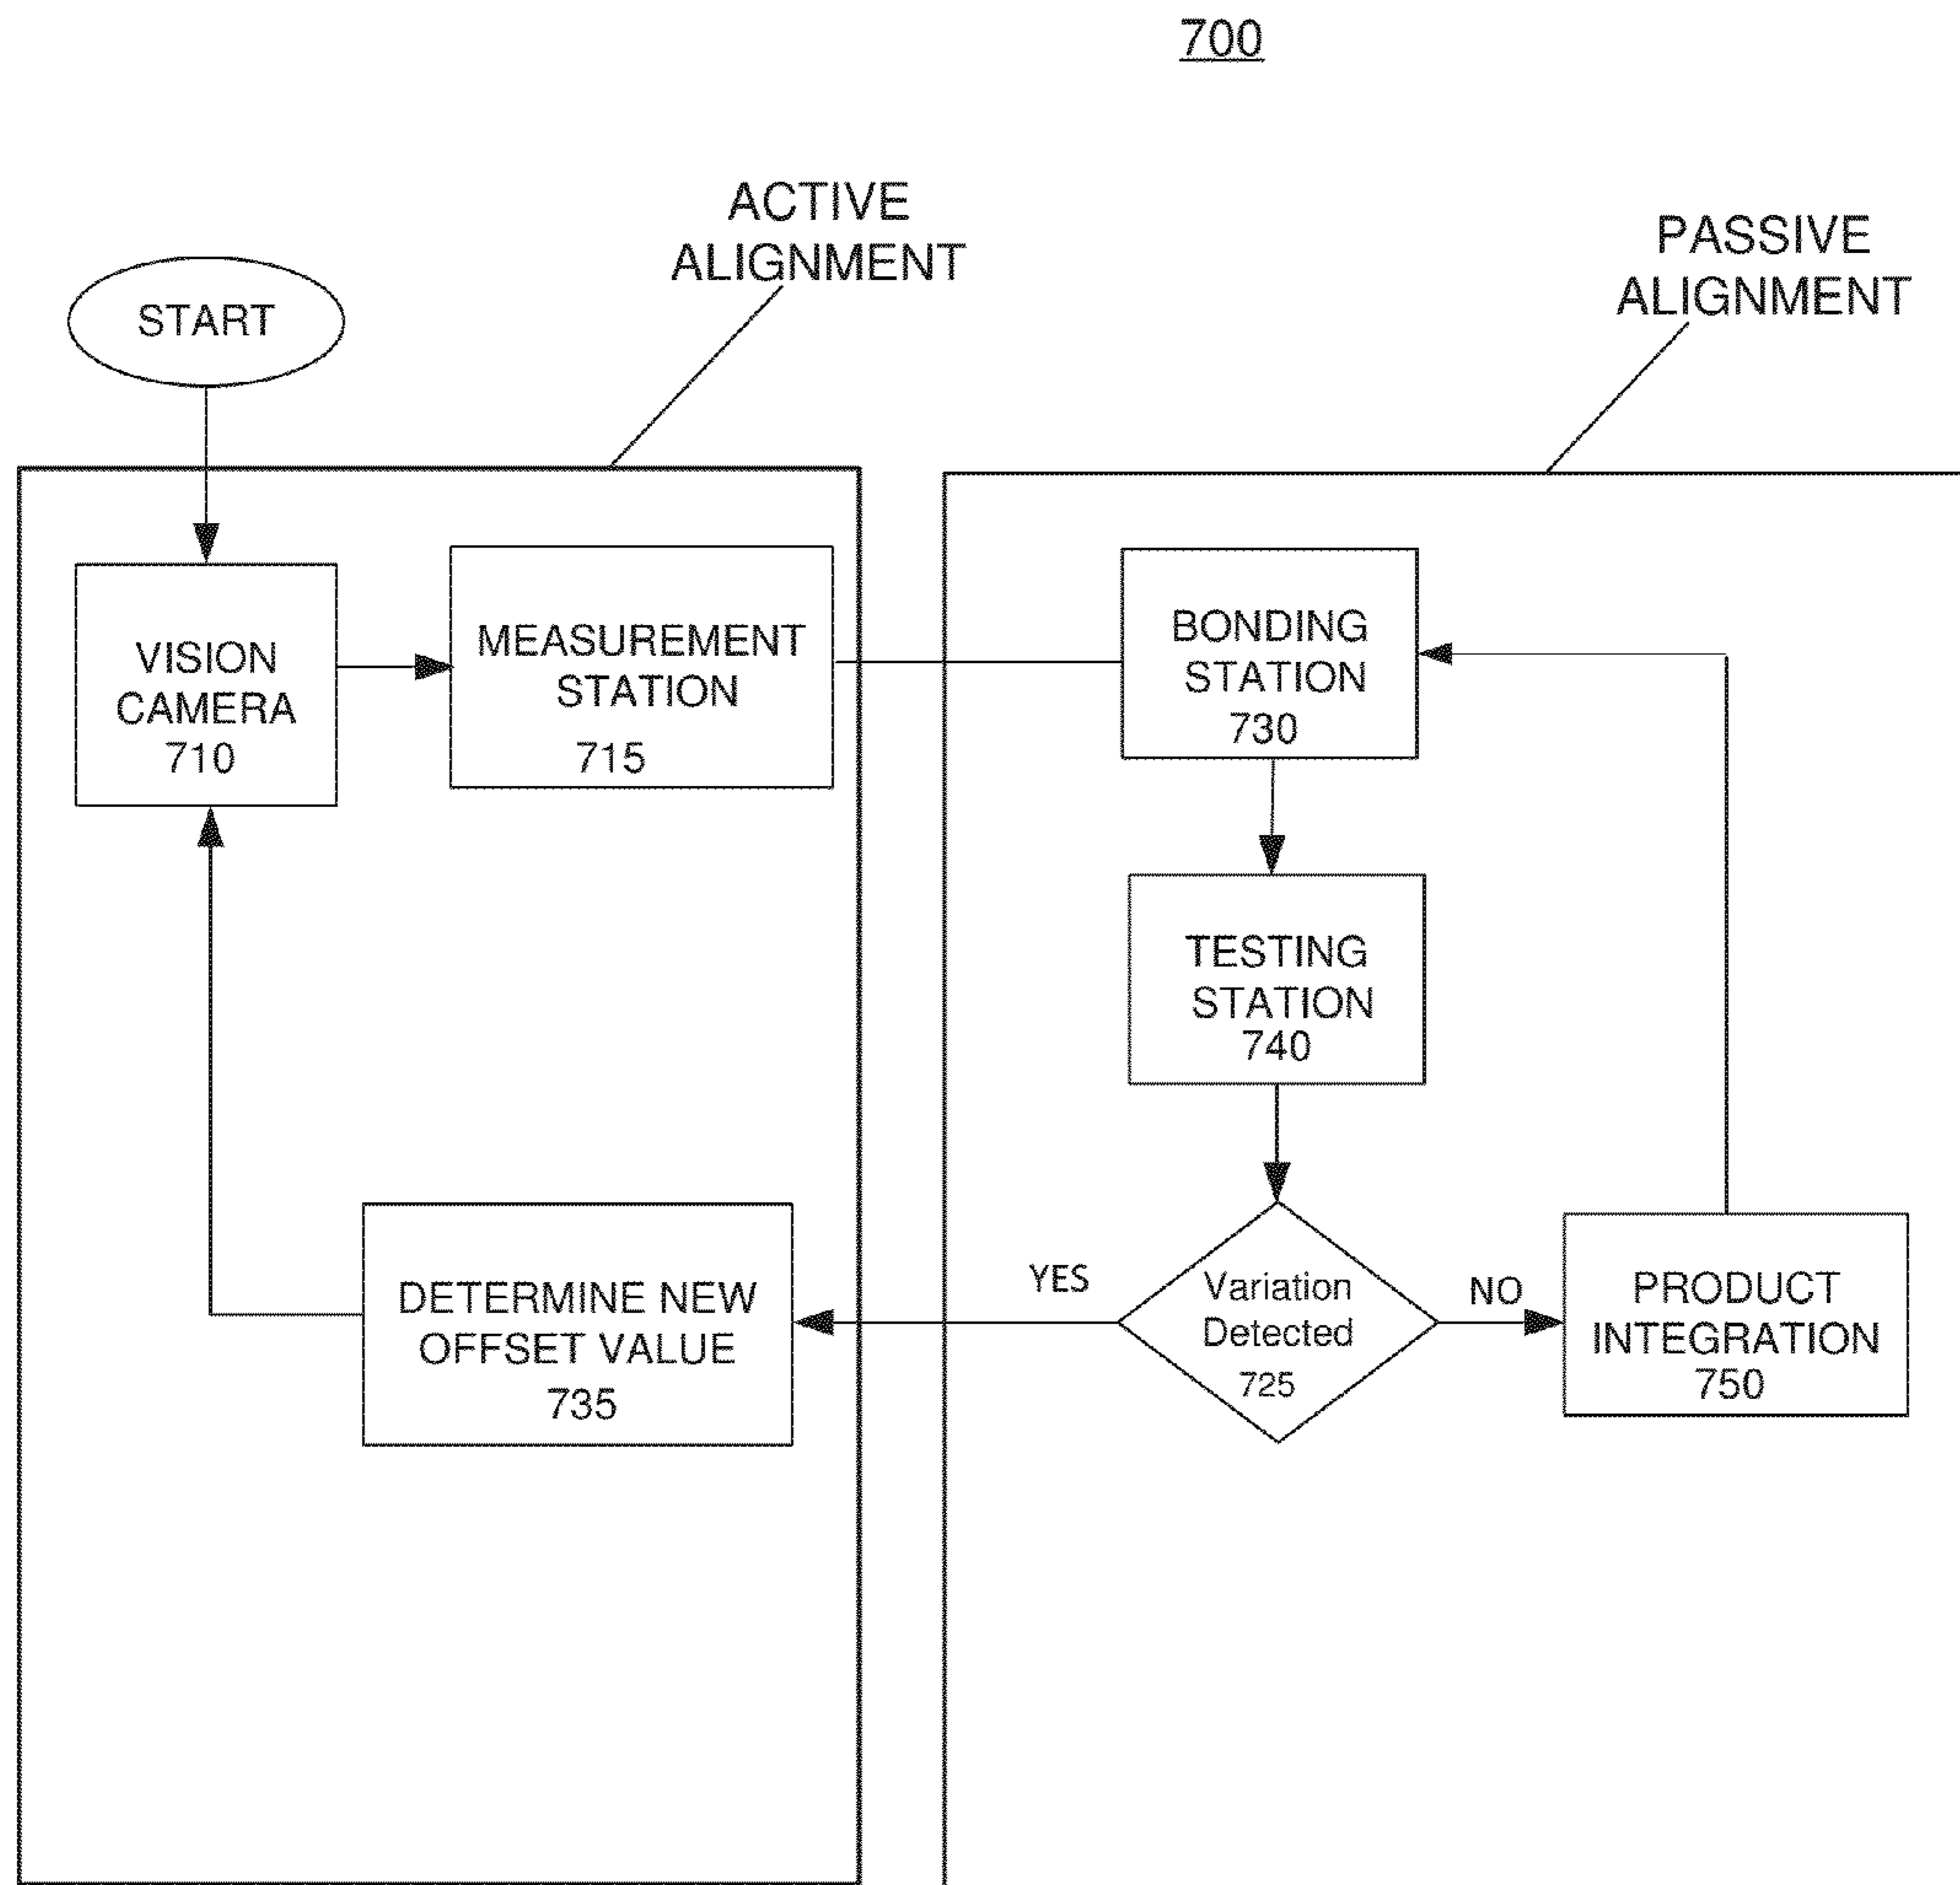 700
ACTIVE
ALIGNMENT
PASSIVE
ALIGNMENT
START
VISION
CAMERA
710
MEASUREMENT
STATION
715
BONDING
STATION
730
TESTING
STATION
740
YES
Variation
Detected
725
NO
PRODUCT
INTEGRATION
750
DETERMINE NEW
OFFSET VALUE
735